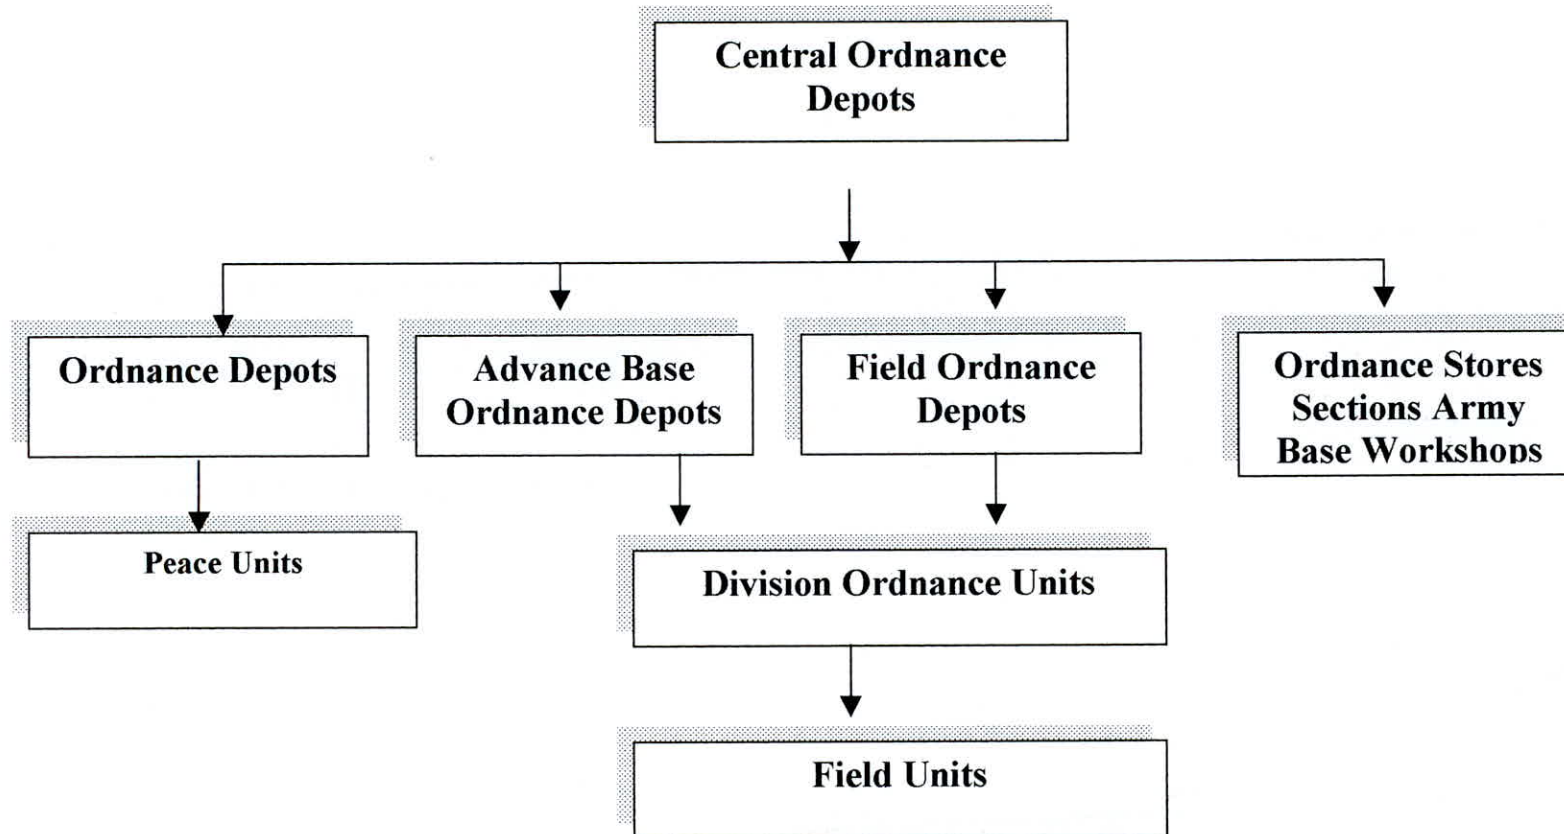 Central Ordnance
Depots
Ordnance Depots
Advance Base
Ordnance Depots
Field Ordnance
Depots
Ordnance Stores
Sections Army
Base Workshops
Peace Units
Division Ordnance Units
Field Units